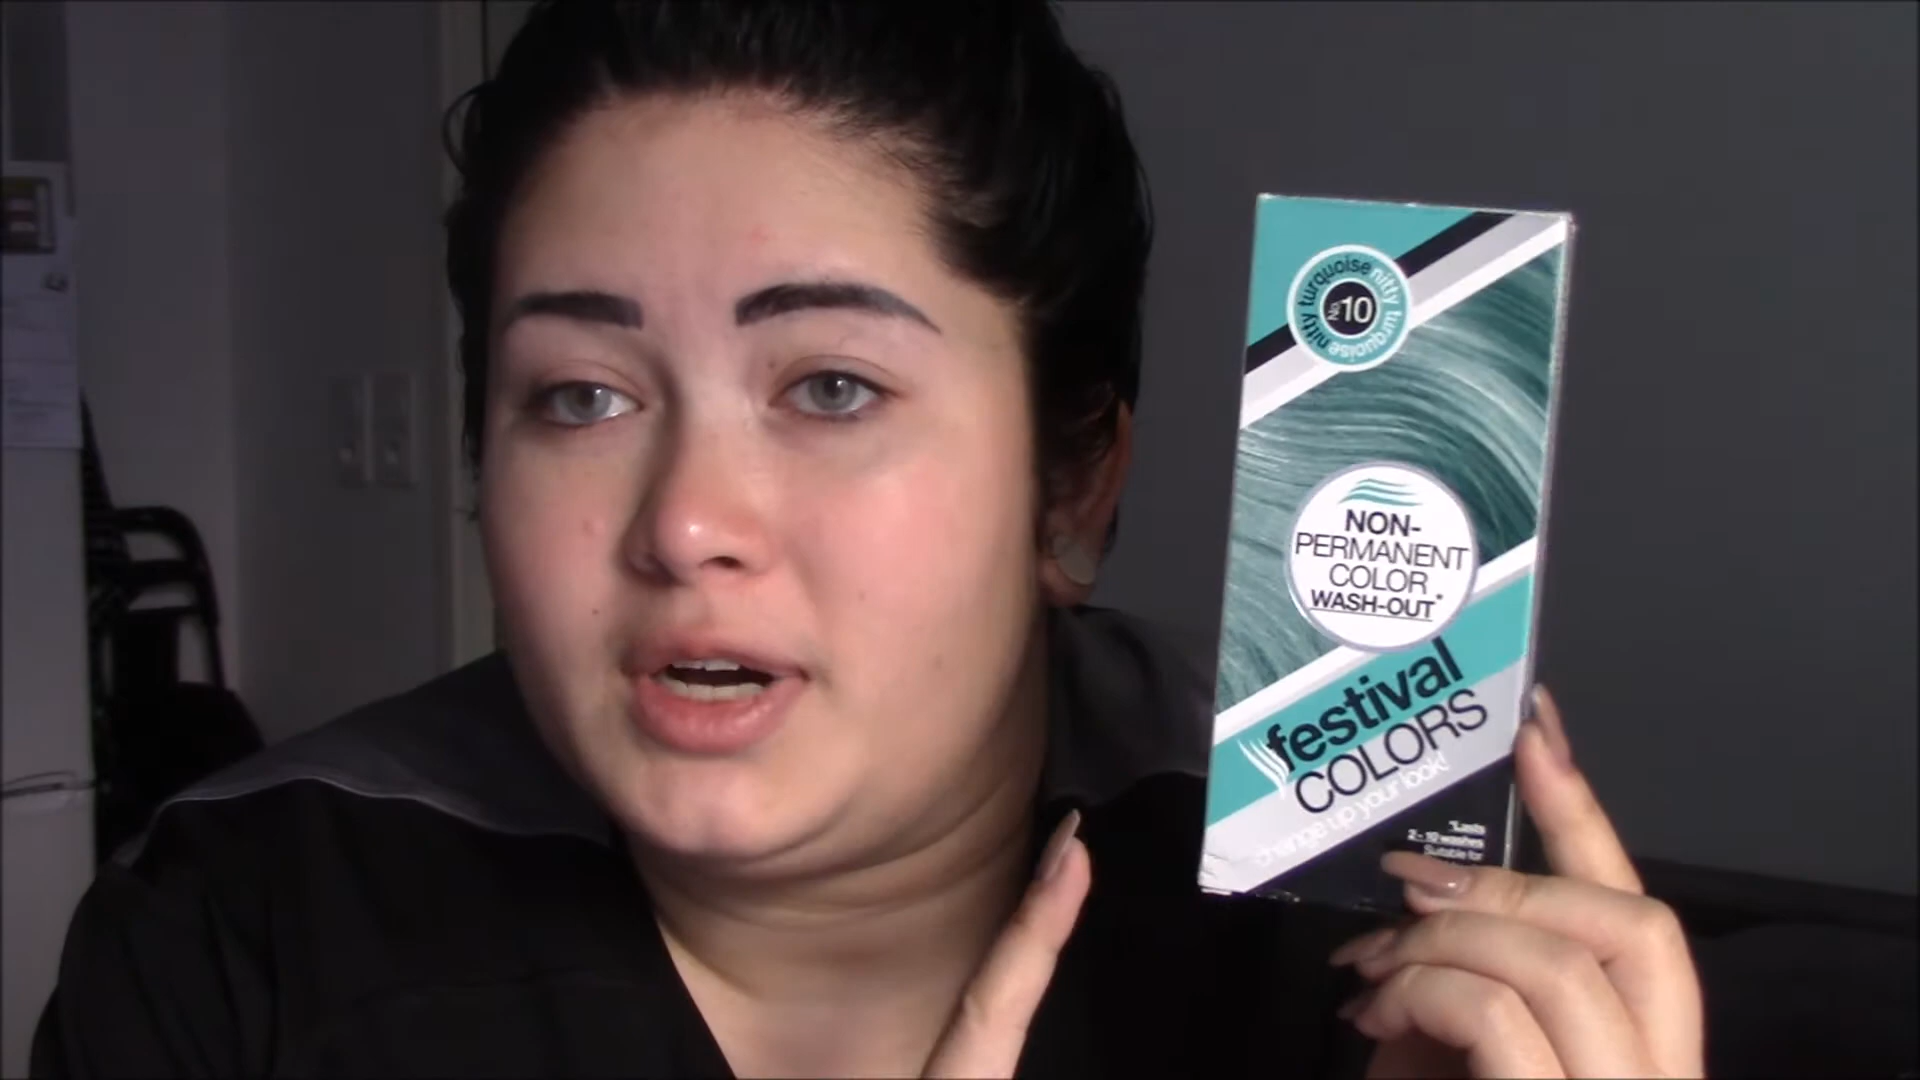 nitty turquoise nitty turquoise
No. 10
NON-
PERMANENT
COLOR
WASH-OUT*
festival
COLORS
change up your look!
*Lasts
2 - 10 washes
Suitable for